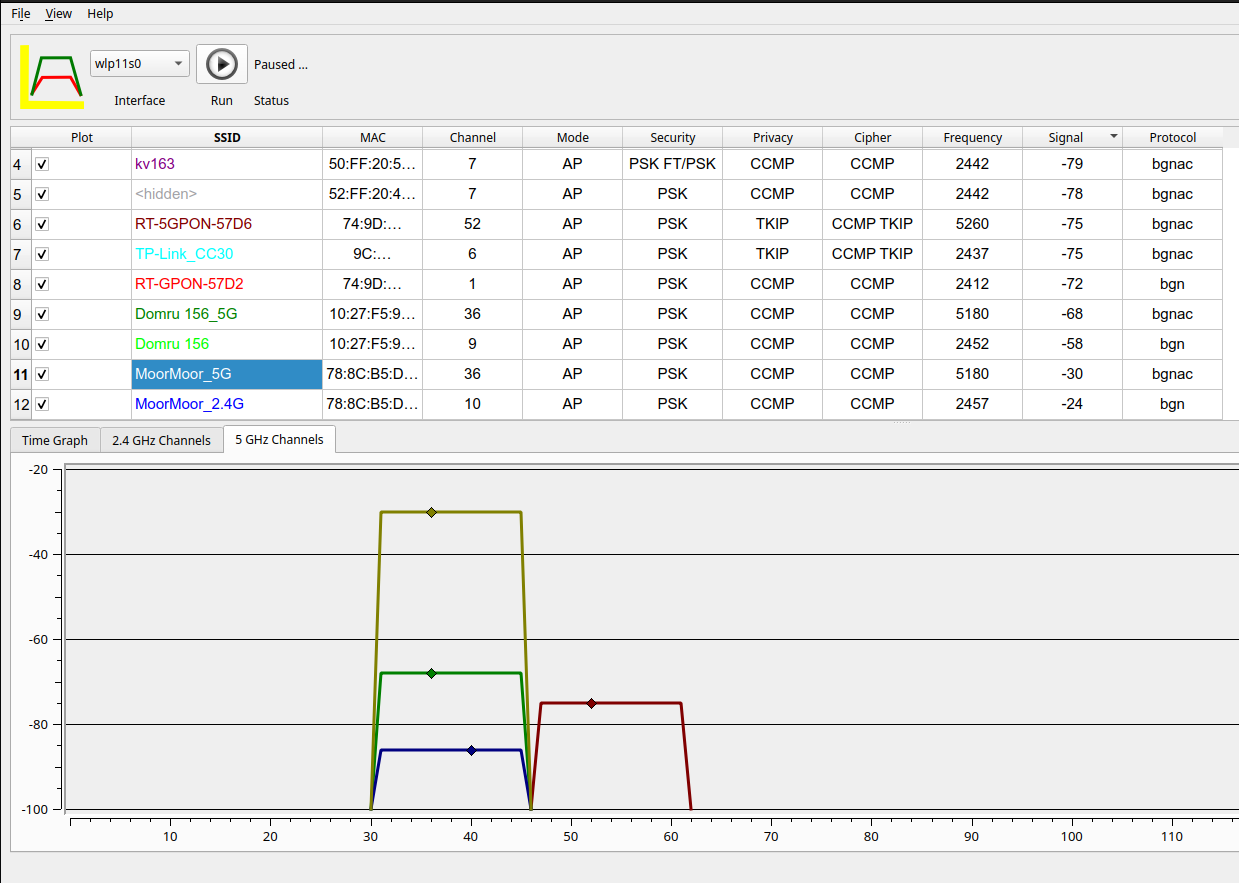 File View Help
wlp11s0 Paused ...
Interface Run Status
Plot SSID MAC Channel Mode Security Privacy Cipher Frequency Signal Protocol
4 kv163 50:FF:20:5... 7 AP PSK FT/PSK CCMP CCMP 2442 -79 bgnac
5 <hidden> 52:FF:20:4... 7 AP PSK CCMP CCMP 2442 -78 bgnac
6 RT-5GPON-57D6 74:9D:... 52 AP PSK TKIP CCMP TKIP 5260 -75 bgnac
7 TP-Link_CC30 9C:... 6 AP PSK TKIP CCMP TKIP 2437 -75 bgnac
8 RT-GPON-57D2 74:9D:... 1 AP PSK CCMP CCMP 2412 -72 bgn
9 Domru 156_5G 10:27:F5:9... 36 AP PSK CCMP CCMP 5180 -68 bgnac
10 Domru 156 10:27:F5:9... 9 AP PSK CCMP CCMP 2452 -58 bgn
11 MoorMoor_5G 78:8C:B5:D... 36 AP PSK CCMP CCMP 5180 -30 bgnac
12 MoorMoor_2.4G 78:8C:B5:D... 10 AP PSK CCMP CCMP 2457 -24 bgn
Time Graph 2.4 GHz Channels 5 GHz Channels
-20
-40
-60
-80
-100
10 20 30 40 50 60 70 80 90 100 110